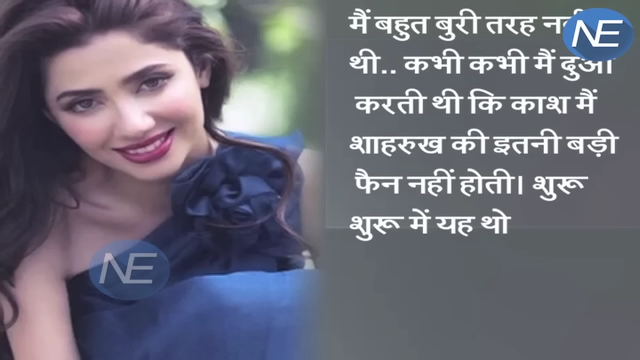 मैं बहुत बुरी तरह
थी.. कभी कभी मैं दुआ
करती थी कि काश मैं
शाहरुख की इतनी बड़ी
फैन नहीं होती। शुरू
शुरू में यह थो
NE
NE